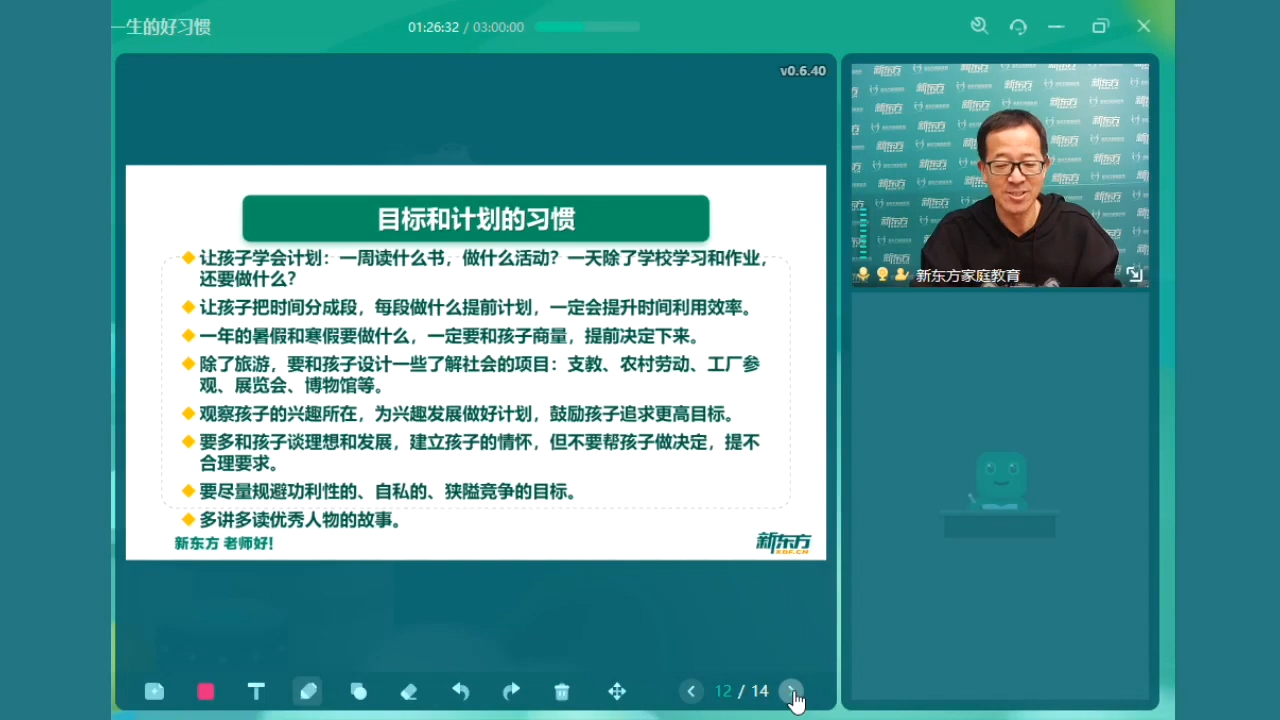 一生的好习惯
01:26:32 / 03:00:00
v0.6.40
目标和计划的习惯
让孩子学会计划：一周读什么书，做什么活动？一天除了学校学习和作业，
还要做什么？
让孩子把时间分成段，每段做什么提前计划，一定会提升时间利用效率。
一年的暑假和寒假要做什么，一定要和孩子商量，提前决定下来。
除了旅游，要和孩子设计一些了解社会的项目：支教、农村劳动、工厂参
观、展览会、博物馆等。
观察孩子的兴趣所在，为兴趣发展做好计划，鼓励孩子追求更高目标。
要多和孩子谈理想和发展，建立孩子的情怀，但不要帮孩子做决定，提不
合理要求。
要尽量规避功利性的、自私的、狭隘竞争的目标。
多讲多读优秀人物的故事。
新东方 老师好！
新东方
XDF.CN
新东方家庭教育
12 / 14